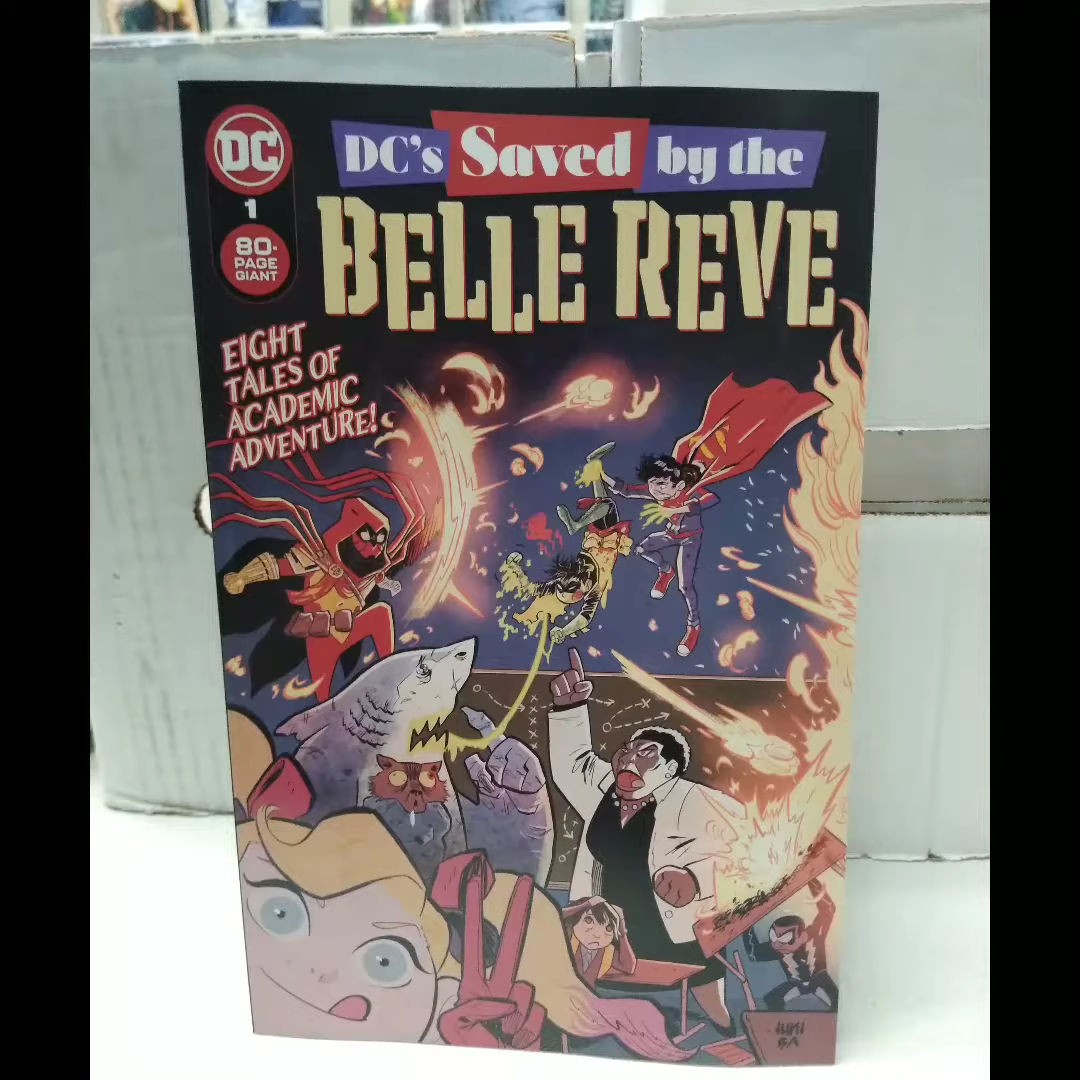 DC
1
80-
PAGE
GIANT
DC's Saved by the
BELLE REVE
EIGHT
TALES OF
ACADEMIC
ADVENTURE!